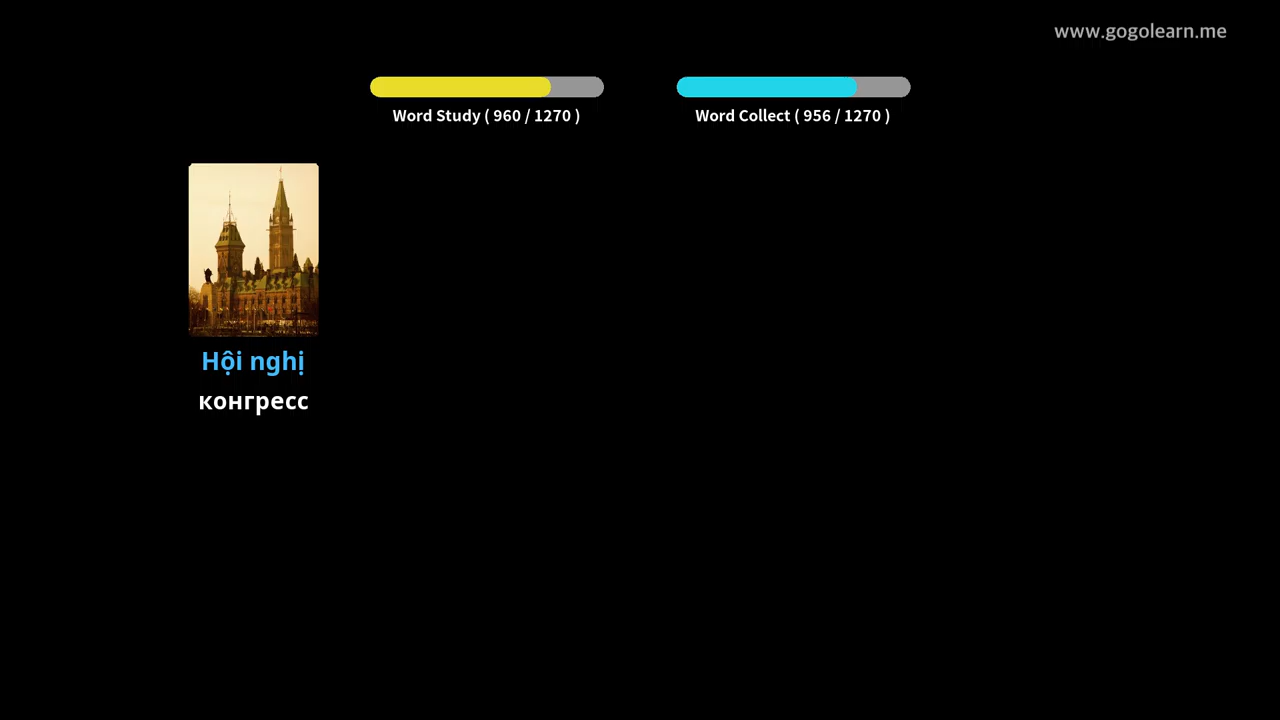 www.gogolearn.me
Word Study ( 960 / 1270 )
Word Collect ( 956 / 1270 )
Hội nghị
конгресс